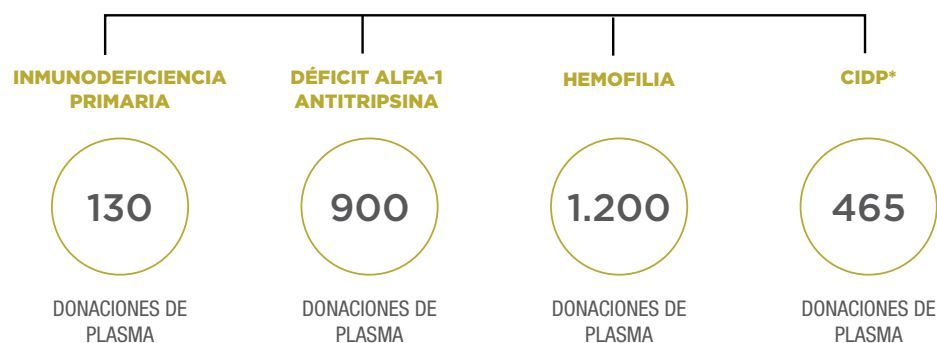 INMUNODEFICIENCIA
PRIMARIA
130
DONACIONES DE
PLASMA
DÉFICIT ALFA-1
ANTITRIPSINA
900
DONACIONES DE
PLASMA
HEMOFILIA
1.200
DONACIONES DE
PLASMA
CIDP*
465
DONACIONES DE
PLASMA